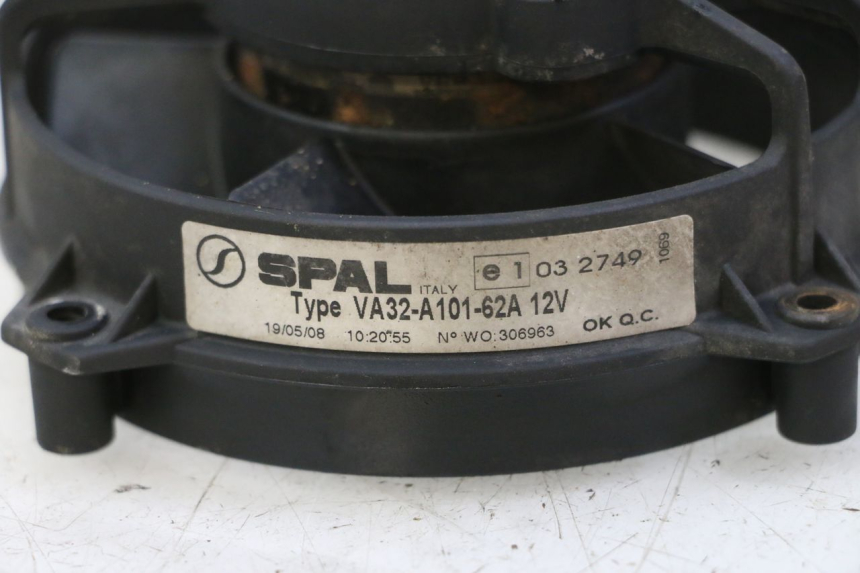 SPAL ITALY e1 03 2749 1069
Type VA32-A101-62A 12V
19/05/08 10:20:55 N° WO:306963 OK Q.C.